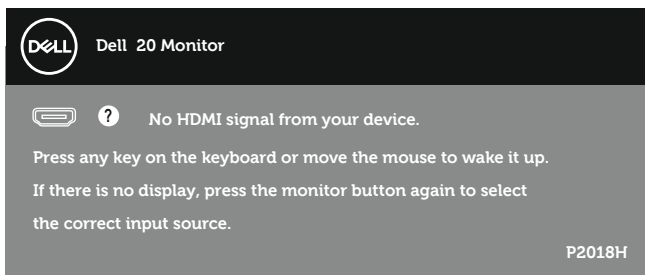 DELL
Dell 20 Monitor
? No HDMI signal from your device.
Press any key on the keyboard or move the mouse to wake it up.
If there is no display, press the monitor button again to select
the correct input source.
P2018H